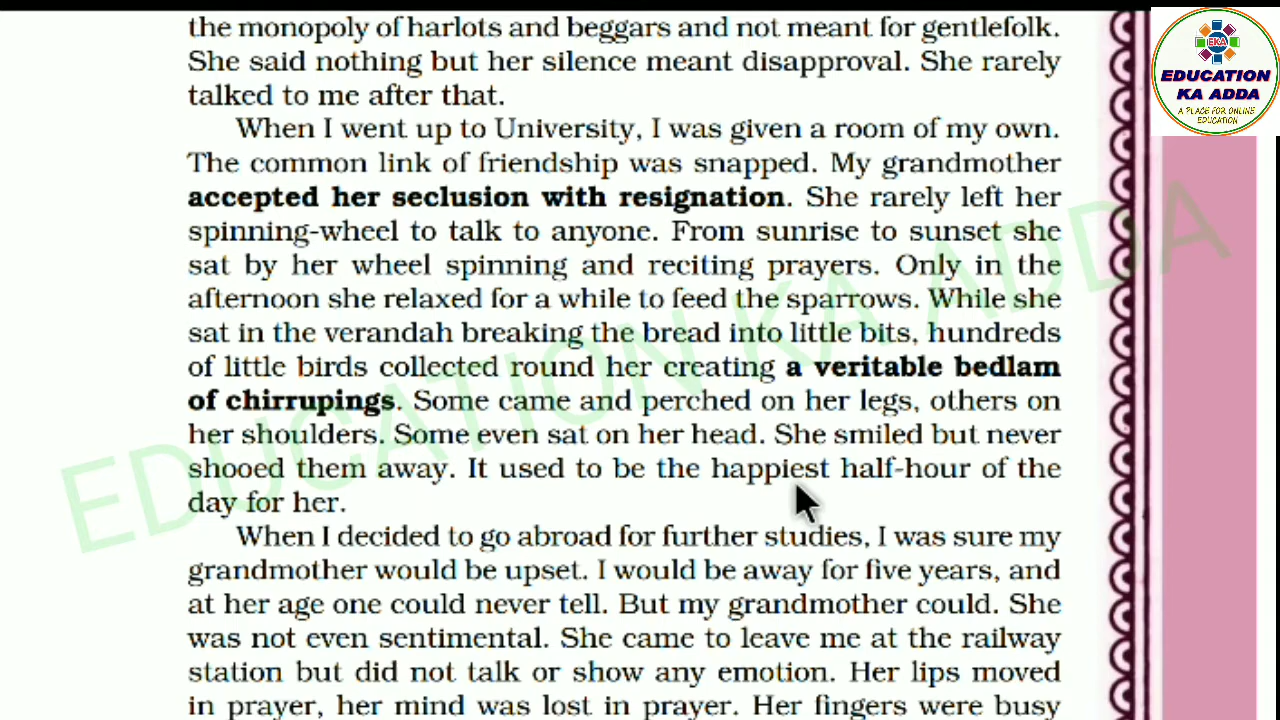 the monopoly of harlots and beggars and not meant for gentlefolk.
She said nothing but her silence meant disapproval. She rarely
talked to me after that.
When I went up to University, I was given a room of my own.
The common link of friendship was snapped. My grandmother
accepted her seclusion with resignation. She rarely left her
spinning-wheel to talk to anyone. From sunrise to sunset she
sat by her wheel spinning and reciting prayers. Only in the
afternoon she relaxed for a while to feed the sparrows. While she
sat in the verandah breaking the bread into little bits, hundreds
of little birds collected round her creating a veritable bedlam
of chirrupings. Some came and perched on her legs, others on
her shoulders. Some even sat on her head. She smiled but never
shooed them away. It used to be the happiest half-hour of the
day for her.
When I decided to go abroad for further studies, I was sure my
grandmother would be upset. I would be away for five years, and
at her age one could never tell. But my grandmother could. She
was not even sentimental. She came to leave me at the railway
station but did not talk or show any emotion. Her lips moved
in prayer, her mind was lost in prayer. Her fingers were busy
EKA
EDUCATION
KA ADDA
A PLACE FOR ONLINE
EDUCATION
EDUCATION KA ADDA